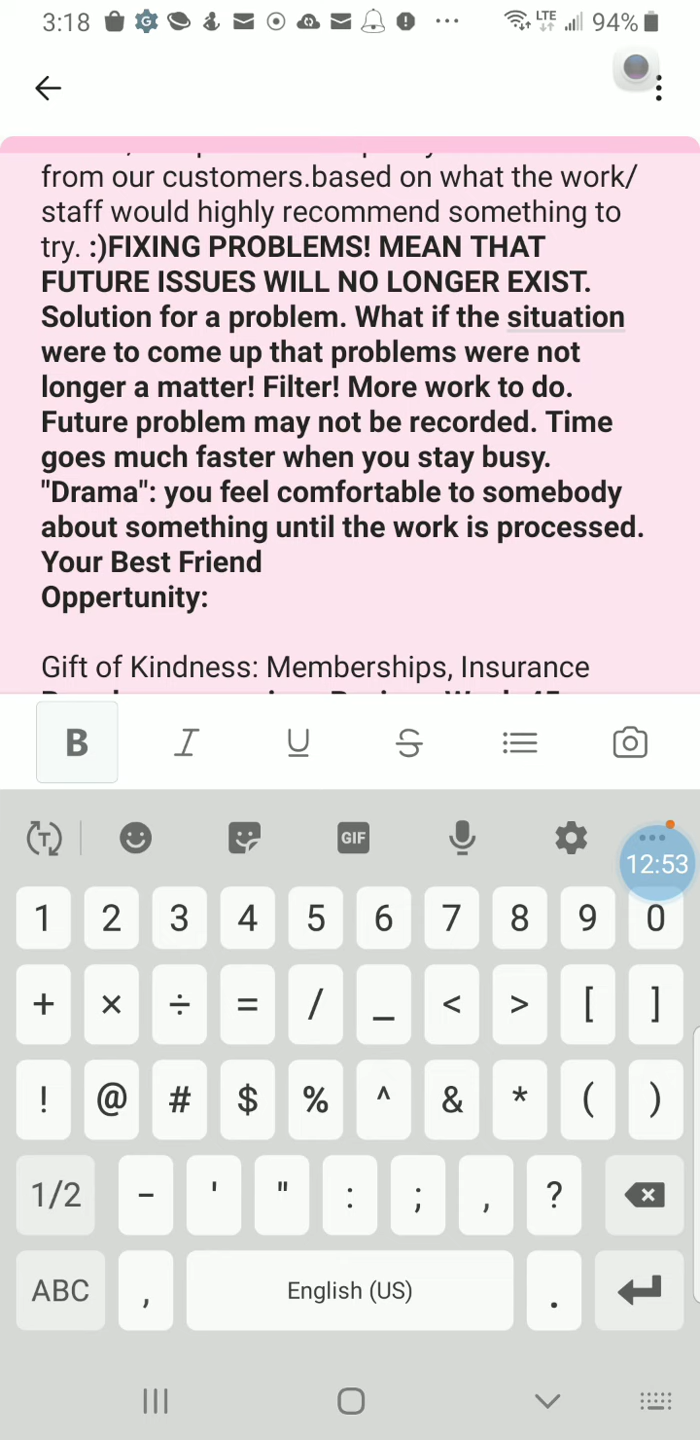 3:18 LTE 94%
from our customers.based on what the work/
staff would highly recommend something to
try. :)FIXING PROBLEMS! MEAN THAT
FUTURE ISSUES WILL NO LONGER EXIST.
Solution for a problem. What if the situation
were to come up that problems were not
longer a matter! Filter! More work to do.
Future problem may not be recorded. Time
goes much faster when you stay busy.
"Drama": you feel comfortable to somebody
about something until the work is processed.
Your Best Friend
Oppertunity:
Gift of Kindness: Memberships, Insurance
B I U S
T GIF
12:53
1 2 3 4 5 6 7 8 9 0
+ × ÷ = / _ < > [ ]
! @ # $ % ^ & * ( )
1/2 - ' " : ; , ?
ABC , English (US) .